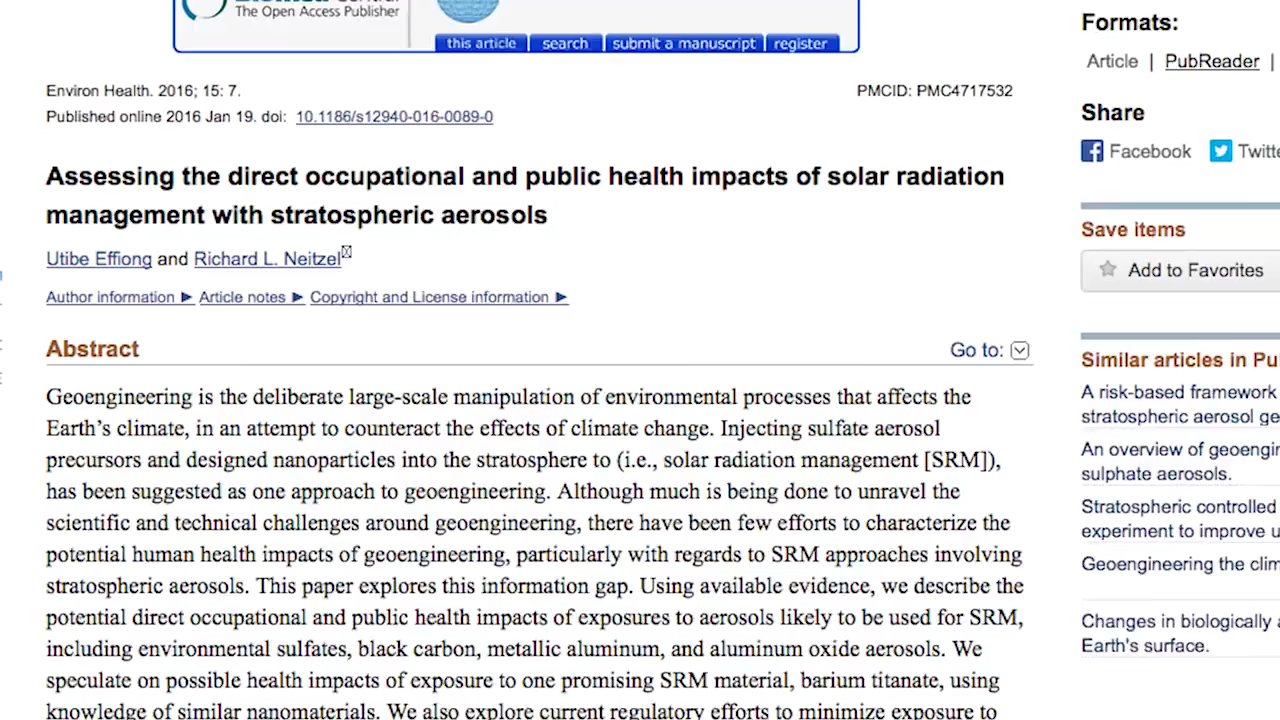 The Open Access Publisher
this article search submit a manuscript register
Environ Health. 2016; 15: 7.
PMCID: PMC4717532
Published online 2016 Jan 19. doi: 10.1186/s12940-016-0089-0
Assessing the direct occupational and public health impacts of solar radiation
management with stratospheric aerosols
Utibe Effiong and Richard L. Neitzel
Author information ► Article notes ► Copyright and License information ►
Abstract
Go to:
Geoengineering is the deliberate large-scale manipulation of environmental processes that affects the
Earth's climate, in an attempt to counteract the effects of climate change. Injecting sulfate aerosol
precursors and designed nanoparticles into the stratosphere to (i.e., solar radiation management [SRM]),
has been suggested as one approach to geoengineering. Although much is being done to unravel the
scientific and technical challenges around geoengineering, there have been few efforts to characterize the
potential human health impacts of geoengineering, particularly with regards to SRM approaches involving
stratospheric aerosols. This paper explores this information gap. Using available evidence, we describe the
potential direct occupational and public health impacts of exposures to aerosols likely to be used for SRM,
including environmental sulfates, black carbon, metallic aluminum, and aluminum oxide aerosols. We
speculate on possible health impacts of exposure to one promising SRM material, barium titanate, using
knowledge of similar nanomaterials. We also explore current regulatory efforts to minimize exposure to
Formats:
Article | PubReader |
Share
Facebook Twitte
Save items
Add to Favorites
Similar articles in Pu
A risk-based framework
stratospheric aerosol ge
An overview of geoengin
sulphate aerosols.
Stratospheric controlled
experiment to improve u
Geoengineering the clim
Changes in biologically a
Earth's surface.